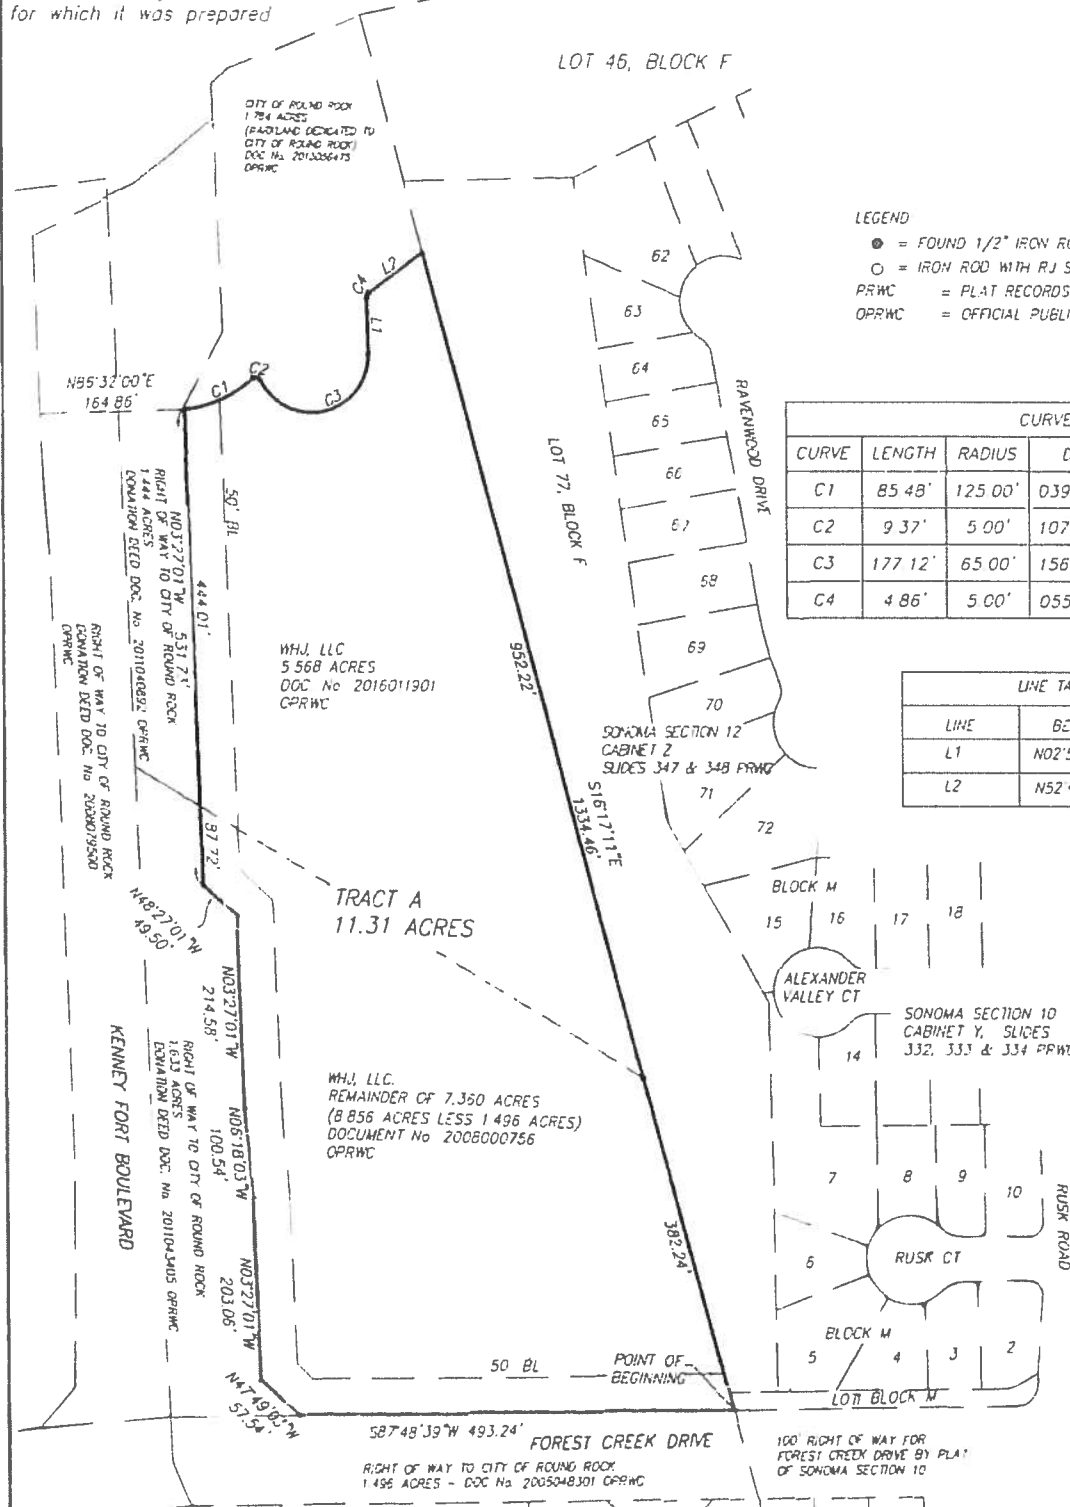 for which it was prepared
LOT 46, BLOCK F
CITY OF ROUND ROCK
1.784 ACRES
(PARKLAND DEDICATED TO
CITY OF ROUND ROCK)
DOC No. 2013056475
OPRWC
LEGEND
● = FOUND 1/2" IRON
○ = IRON ROD WITH RJ
PRWC = PLAT RECORDS
OPRWC = OFFICIAL
C4
L2
L1
C2
C1
C3
N85°32'00"E
164.86'
50' BL
62
63
64
65
66
67
68
69
70
71
72
RAVENWOOD DRIVE
LOT 77, BLOCK F
CURVE
CURVE LENGTH RADIUS
C1 85.48' 125.00' 039
C2 9.37' 5.00' 107
C3 177.12' 65.00' 156
C4 4.86' 5.00' 055
LINE
LINE
L1 N02°
L2 N52°
N03°27'01"W 531.73'
444.01'
87.72'
RIGHT OF WAY TO CITY OF ROUND ROCK
1.444 ACRES
DONATION DEED DOC. No. 2011040892 OPRWC
RIGHT OF WAY TO CITY OF ROUND ROCK
DONATION DEED DOC. No. 2008079500
OPRWC
WHJ, LLC
5.568 ACRES
DOC. No 2016011901
OPRWC
952.22'
SONOMA SECTION 12
CABINET Z
SLIDES 347 & 348 PRWC
S16°17'11"E
1334.46'
TRACT A
11.31 ACRES
N48°27'01"W
49.50'
N03°27'01"W
214.58'
KENNEY FORT BOULEVARD
RIGHT OF WAY TO CITY OF ROUND ROCK
1.633 ACRES
DONATION DEED DOC. No. 2011043405 OPRWC
N06°18'03"W
100.54'
N03°27'01"W
203.06'
N47°49'03"W
57.54'
WHJ, LLC.
REMAINDER OF 7.360 ACRES
(8.856 ACRES LESS 1.496 ACRES)
DOCUMENT No 2008000756
OPRWC
382.24'
BLOCK M
15
16
17
18
ALEXANDER
VALLEY CT
SONOMA SECTION 10
CABINET Y, SLIDES
332, 333 & 334 PRWC
14
7
8
9
10
RUSK ROAD
6
RUSK CT
BLOCK M
5
4
3
2
LOT1 BLOCK M
50 BL
POINT OF
BEGINNING
S87°48'39"W 493.24'
FOREST CREEK DRIVE
RIGHT OF WAY TO CITY OF ROUND ROCK
1.496 ACRES - DOC No. 2005048301 OPRWC
100' RIGHT OF WAY FOR
FOREST CREEK DRIVE BY PLAT
OF SONOMA SECTION 10